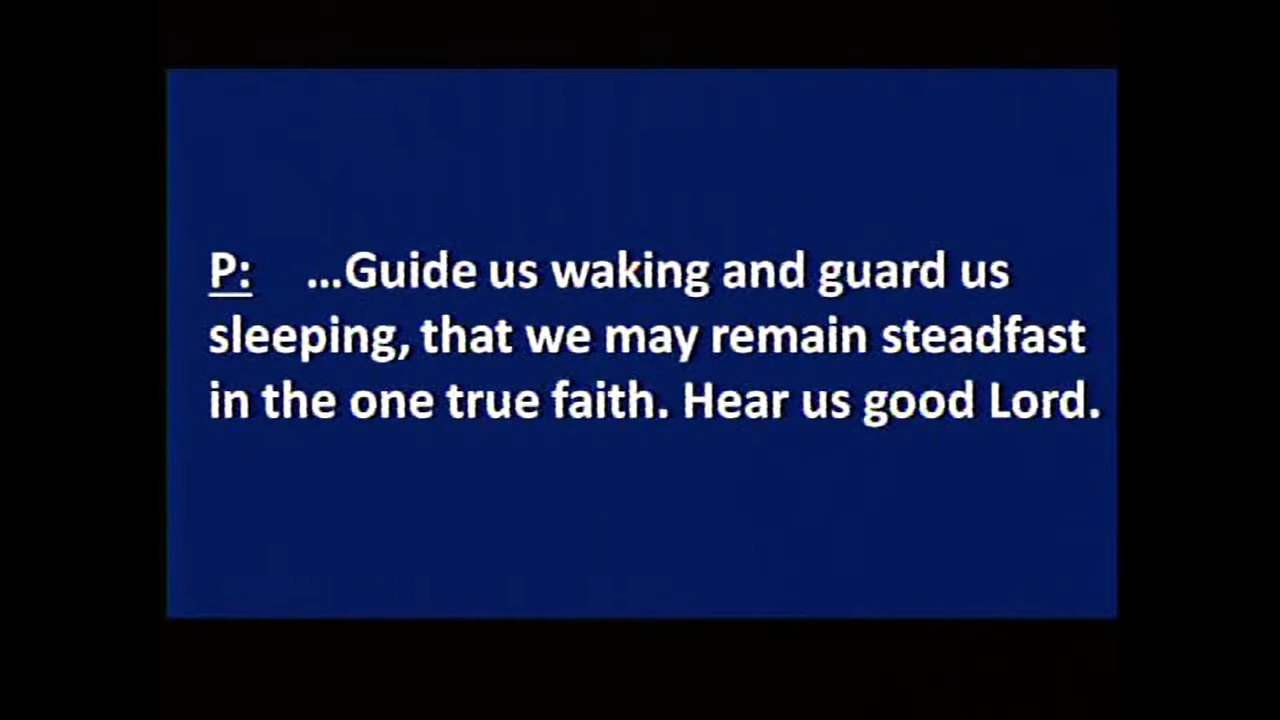 P: …Guide us waking and guard us
sleeping, that we may remain steadfast
in the one true faith. Hear us good Lord.